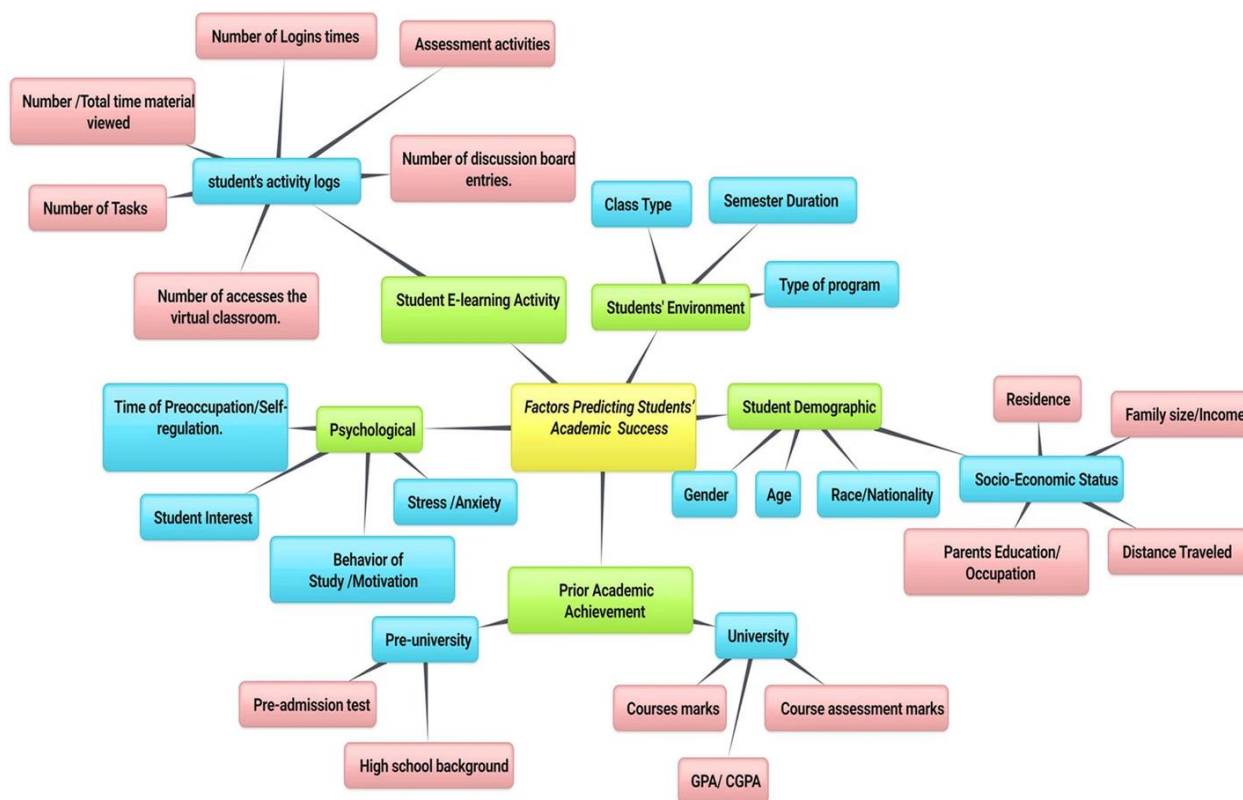 Number of Logins times
Assessment activities
Number /Total time material
viewed
student's activity logs
Number of discussion board
entries.
Number of Tasks
Number of accesses the
virtual classroom.
Student E-learning Activity
Class Type
Semester Duration
Type of program
Students' Environment
Factors Predicting Students’
Academic Success
Time of Preoccupation/Self-
regulation.
Psychological
Student Interest
Stress /Anxiety
Behavior of
Study /Motivation
Student Demographic
Gender
Age
Race/Nationality
Residence
Family size/Income
Socio-Economic Status
Parents Education/
Occupation
Distance Traveled
Prior Academic
Achievement
Pre-university
University
Pre-admission test
High school background
Courses marks
Course assessment marks
GPA/ CGPA